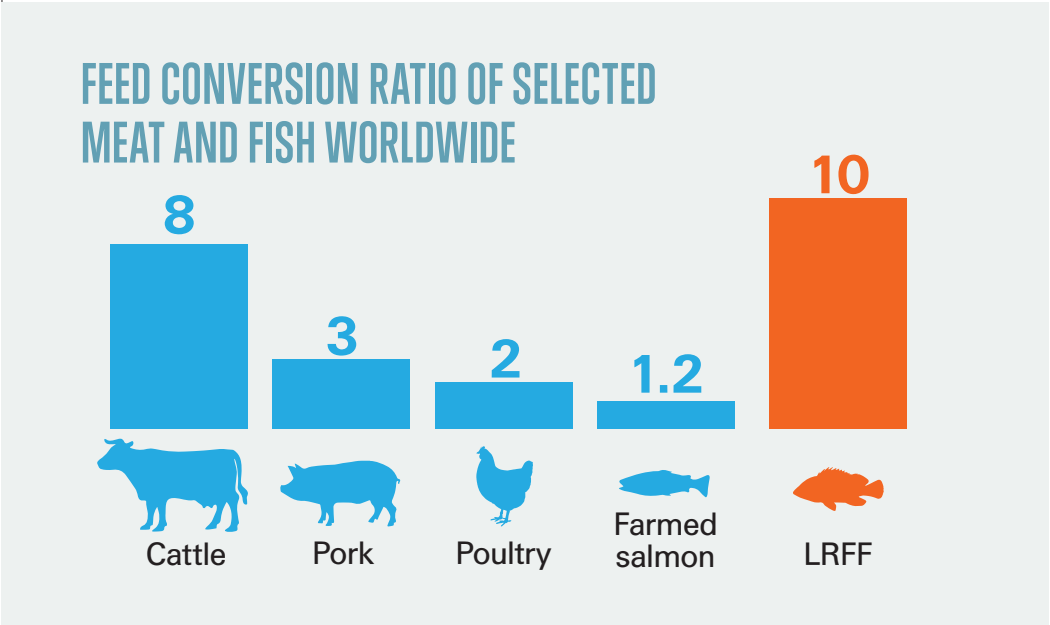 FEED CONVERSION RATIO OF SELECTED
MEAT AND FISH WORLDWIDE
8
3
2
1.2
10
Cattle
Pork
Poultry
Farmed
salmon
LRFF